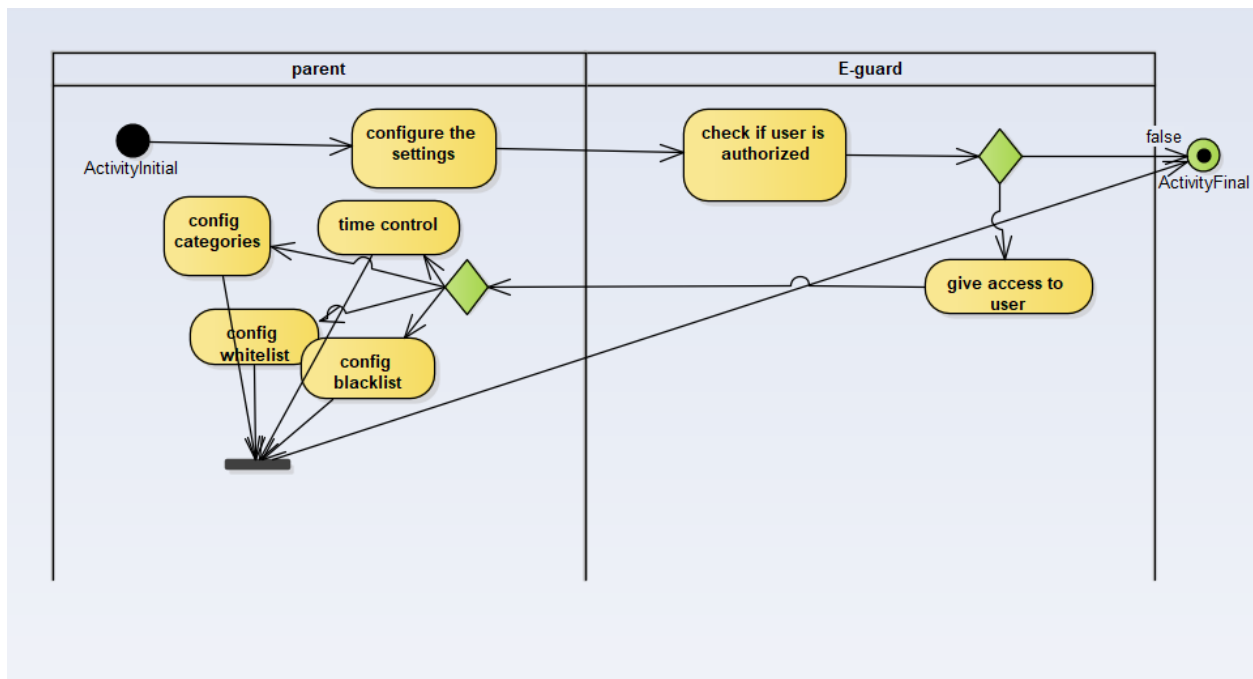 parent
E-guard
ActivityInitial
configure the
settings
check if user is
authorized
false
ActivityFinal
config
categories
time control
give access to
user
config
whitelist
config
blacklist